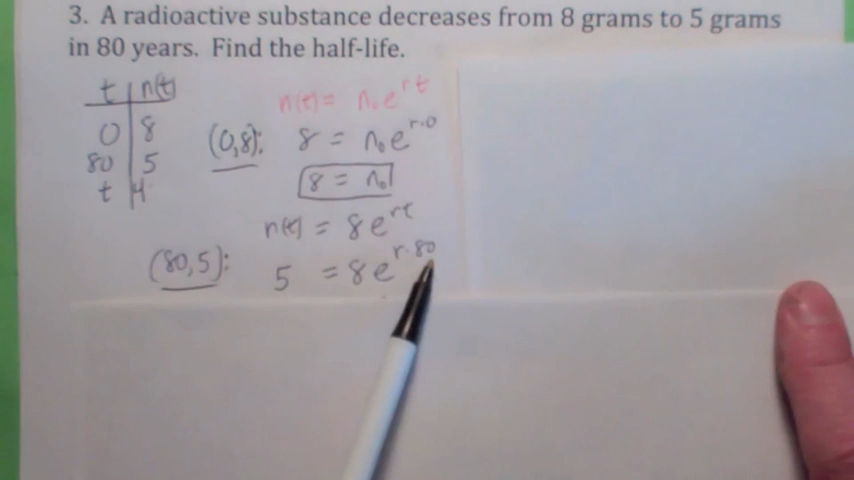 3. A radioactive substance decreases from 8 grams to 5 grams
in 80 years. Find the half-life.
t n(t)
n(t) = n₀e^rt
0 8
(0,8): 8 = n₀e^r·0
80 5
t 4
8 = n₀
n(t) = 8e^rt
(80,5): 5 = 8e^r·80